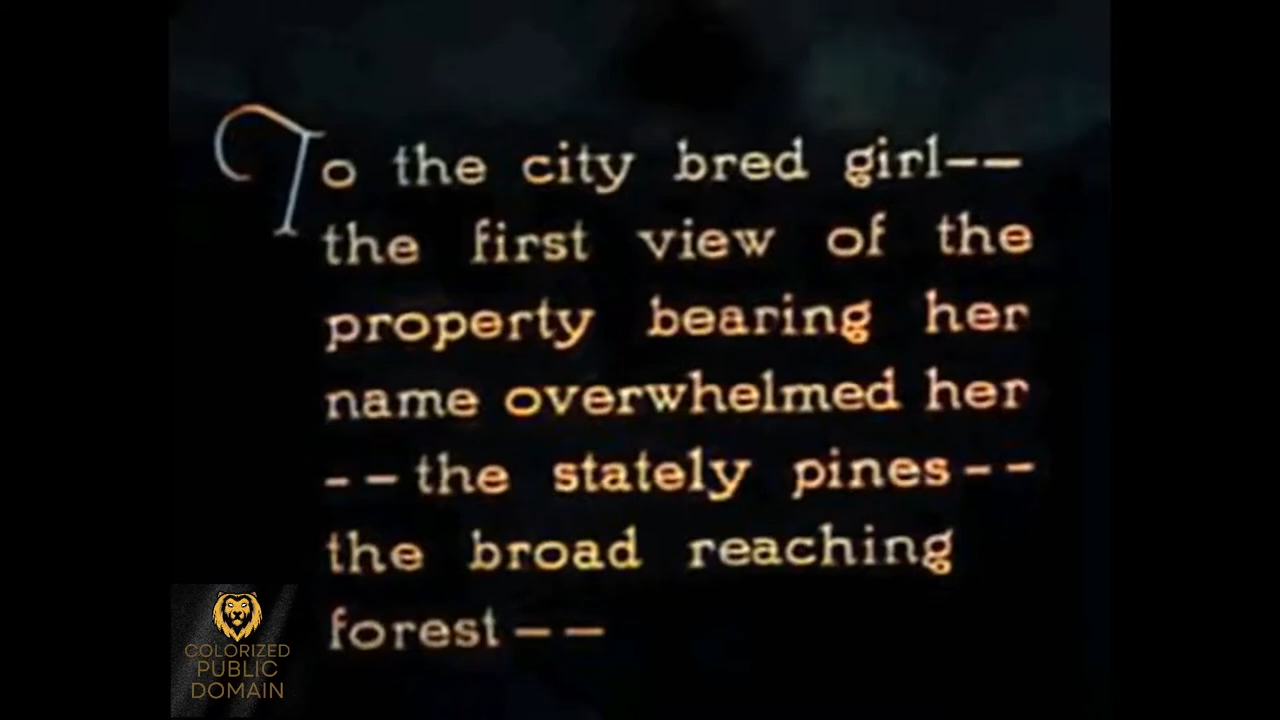 To the city bred girl--
the first view of the
property bearing her
name overwhelmed her
--the stately pines--
the broad reaching
forest--
COLORIZED
PUBLIC
DOMAIN